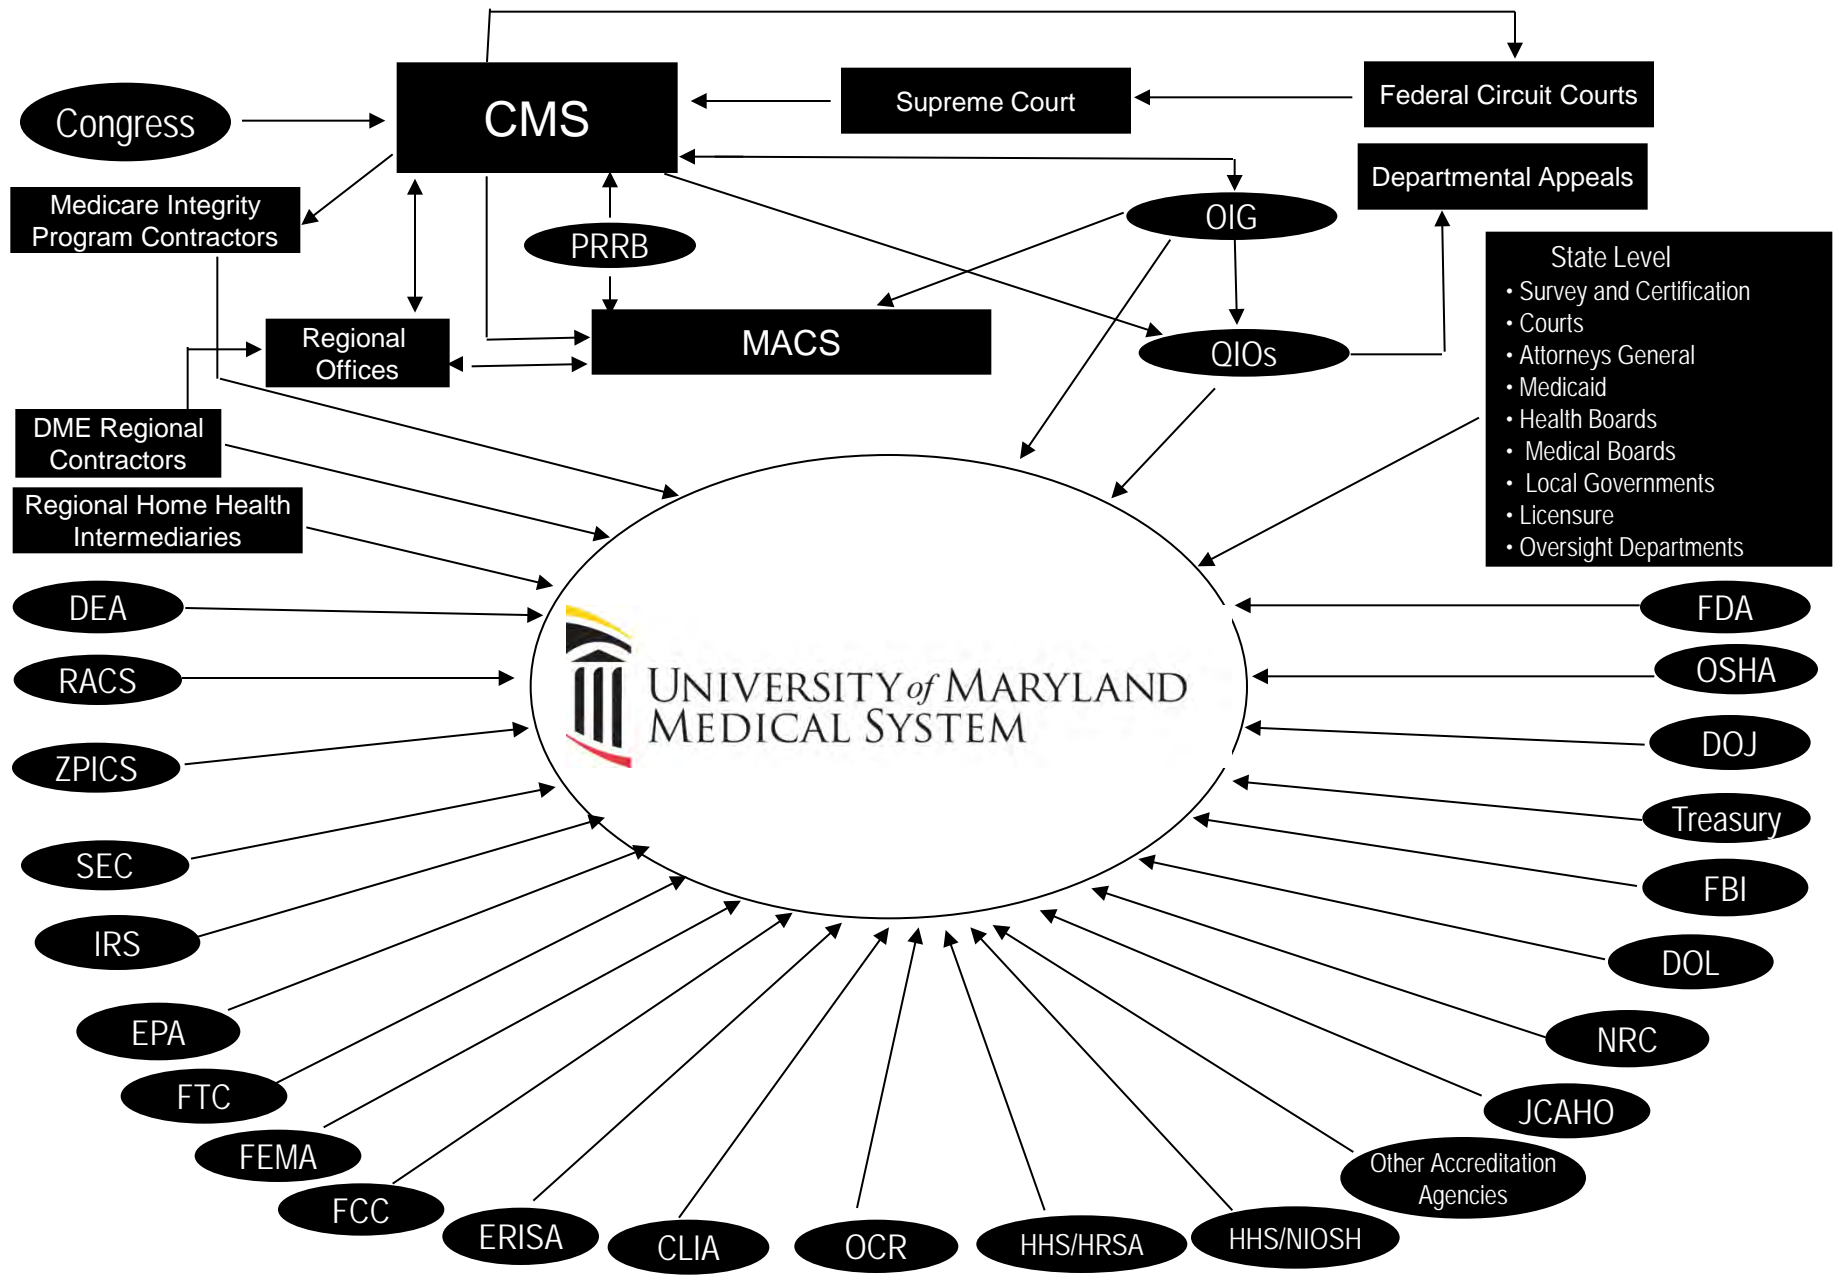 Congress
CMS
Supreme Court
Federal Circuit Courts
Departmental Appeals
Medicare Integrity
Program Contractors
PRRB
OIG
Regional
Offices
MACS
QIOs
State Level
• Survey and Certification
• Courts
• Attorneys General
• Medicaid
• Health Boards
• Medical Boards
• Local Governments
• Licensure
• Oversight Departments
DME Regional
Contractors
Regional Home Health
Intermediaries
DEA
RACS
ZPICS
SEC
IRS
EPA
FTC
FEMA
FCC
ERISA
CLIA
OCR
HHS/HRSA
HHS/NIOSH
Other Accreditation
Agencies
JCAHO
NRC
DOL
FBI
Treasury
DOJ
OSHA
FDA
UNIVERSITY of MARYLAND
MEDICAL SYSTEM